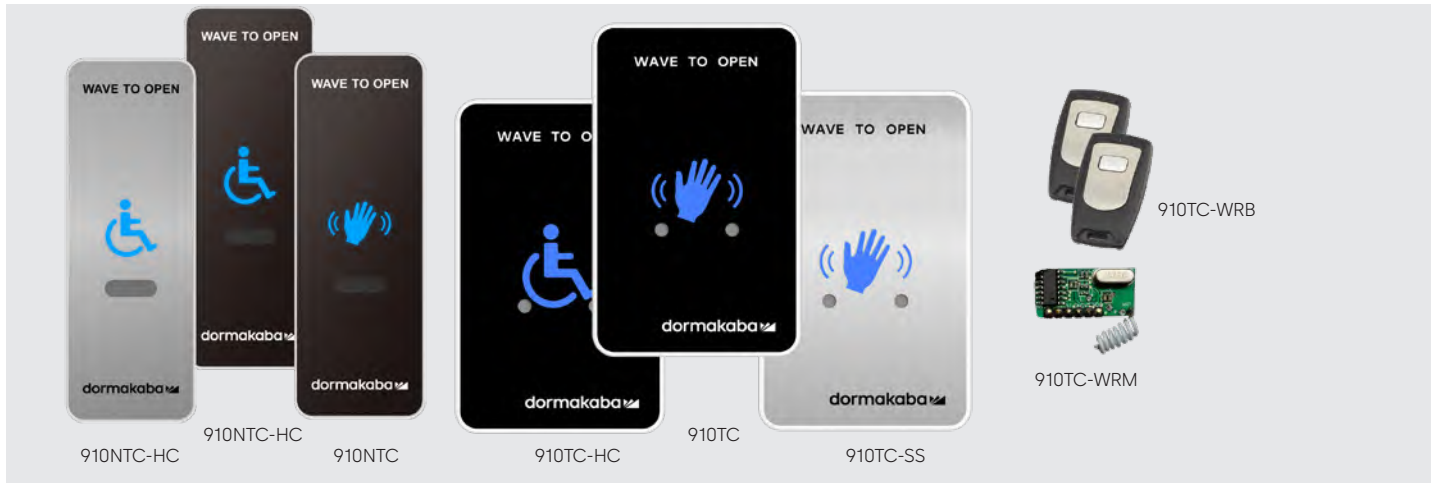 WAVE TO OPEN
dormakaba
910NTC-HC
WAVE TO OPEN
dormakaba
910NTC-HC
WAVE TO OPEN
dormakaba
910NTC
WAVE TO O
dormakaba
910TC-HC
WAVE TO OPEN
dormakaba
910TC
WAVE TO OPEN
dormakaba
910TC-SS
910TC-WRB
910TC-WRM